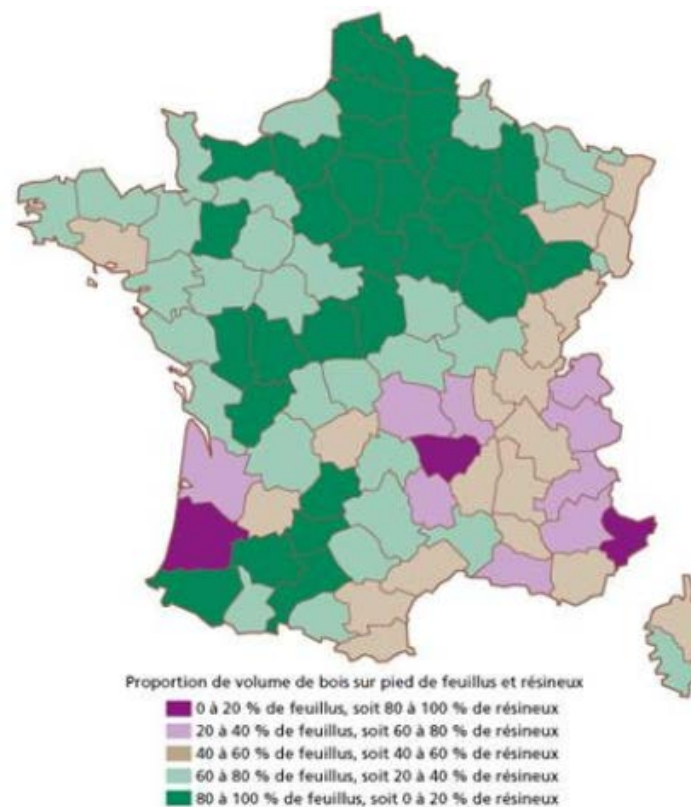 Proportion de volume de bois sur pied de feuillus et résineux
0 à 20 % de feuillus, soit 80 à 100 % de résineux
20 à 40 % de feuillus, soit 60 à 80 % de résineux
40 à 60 % de feuillus, soit 40 à 60 % de résineux
60 à 80 % de feuillus, soit 20 à 40 % de résineux
80 à 100 % de feuillus, soit 0 à 20 % de résineux